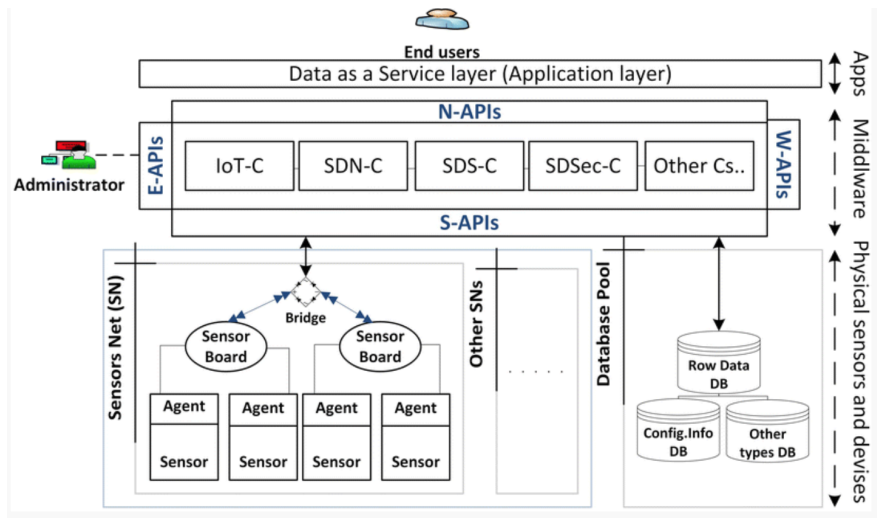 End users
Data as a Service layer (Application layer)
Apps
N-APIs
E-APIs
IoT-C
SDN-C
SDS-C
SDSec-C
Other Cs..
W-APIs
Middlware
Administrator
S-APIs
Sensors Net (SN)
Bridge
Sensor
Board
Sensor
Board
Agent
Agent
Agent
Agent
Sensor
Sensor
Sensor
Sensor
Other SNs
. . . . . .
Database Pool
Row Data
DB
Config.Info
DB
Other
types DB
Physical sensors and devises